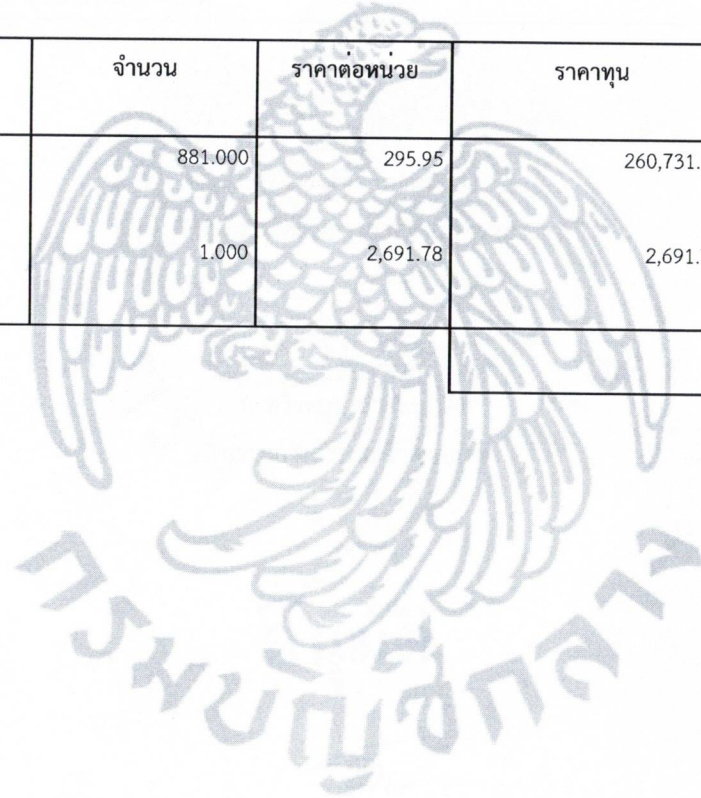 จำนวน ราคาต่อหน่วย ราคาทุน
881.000 295.95 260,731.
1.000 2,691.78 2,691.
กรมบัญชีกลาง